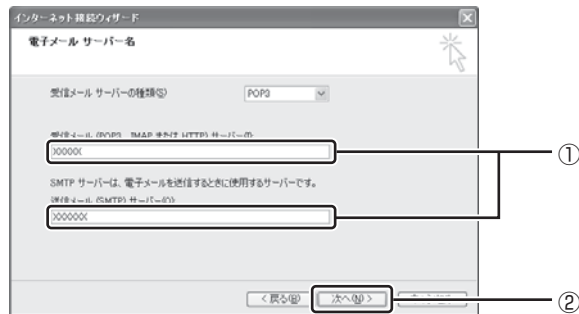 インターネット接続ウィザード
電子メール サーバー名
受信メール サーバーの種類(S)
POP3
受信メール (POP3、IMAP または HTTP) サーバー(I):
XXXXXX
①
SMTP サーバーは、電子メールを送信するときに使用するサーバーです。
送信メール (SMTP) サーバー(O):
XXXXXXX
< 戻る(B)
次へ(N) >
②